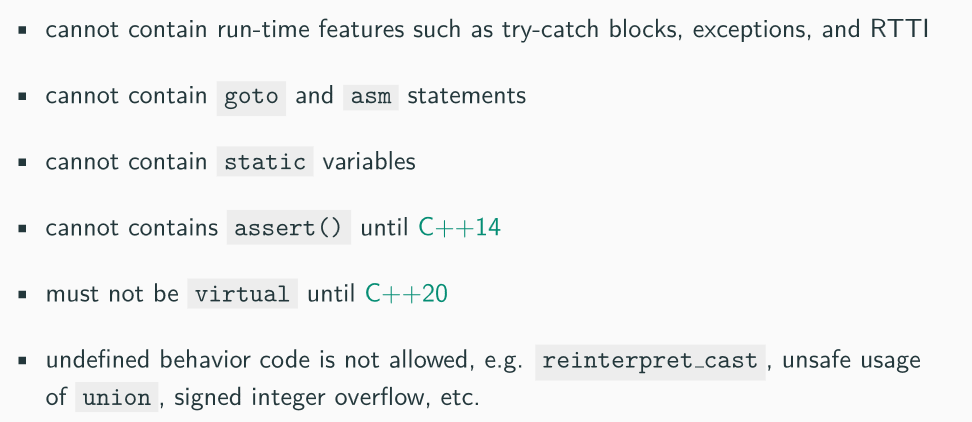 ▪ cannot contain run-time features such as try-catch blocks, exceptions, and RTTI
▪ cannot contain goto and asm statements
▪ cannot contain static variables
▪ cannot contains assert() until C++14
▪ must not be virtual until C++20
▪ undefined behavior code is not allowed, e.g. reinterpret_cast, unsafe usage
of union, signed integer overflow, etc.